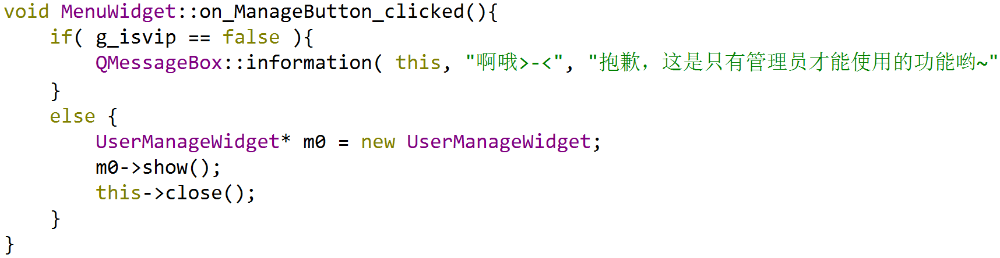 void MenuWidget::on_ManageButton_clicked(){
    if( g_isvip == false ){
        QMessageBox::information( this, "啊哦>-<", "抱歉，这是只有管理员才能使用的功能哟~"
    }
    else {
        UserManageWidget* m0 = new UserManageWidget;
        m0->show();
        this->close();
    }
}